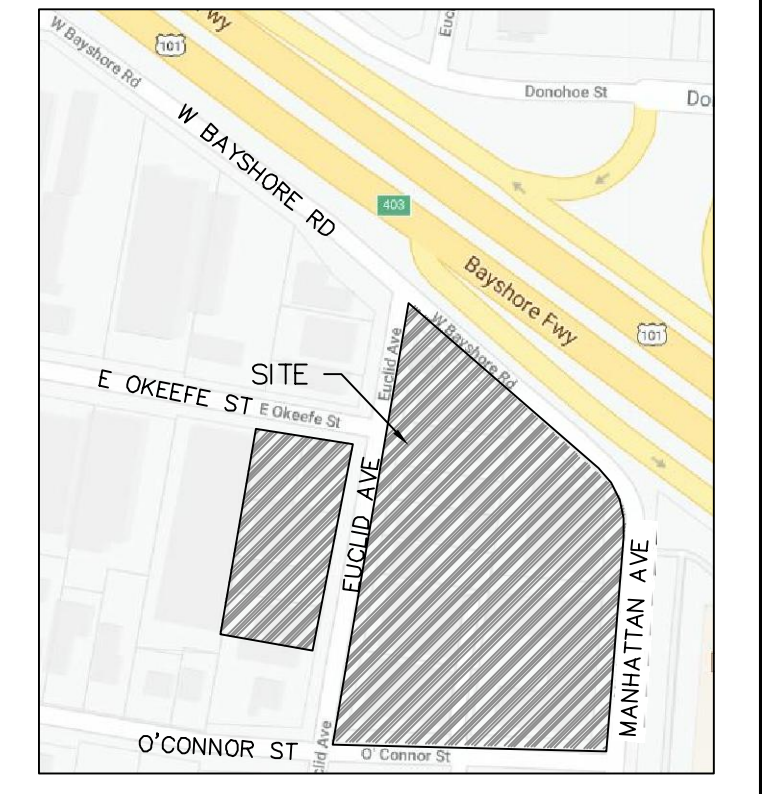 Fwy
Euc
W Bayshore Rd
101
Donohoe St
Do
W BAYSHORE RD
403
Bayshore Fwy
101
W Bayshore Rd
Euclid Ave
SITE
E OKEEFE ST
E Okeefe St
EUCLID AVE
MANHATTAN AVE
O'CONNOR ST
clid Ave
O' Connor St